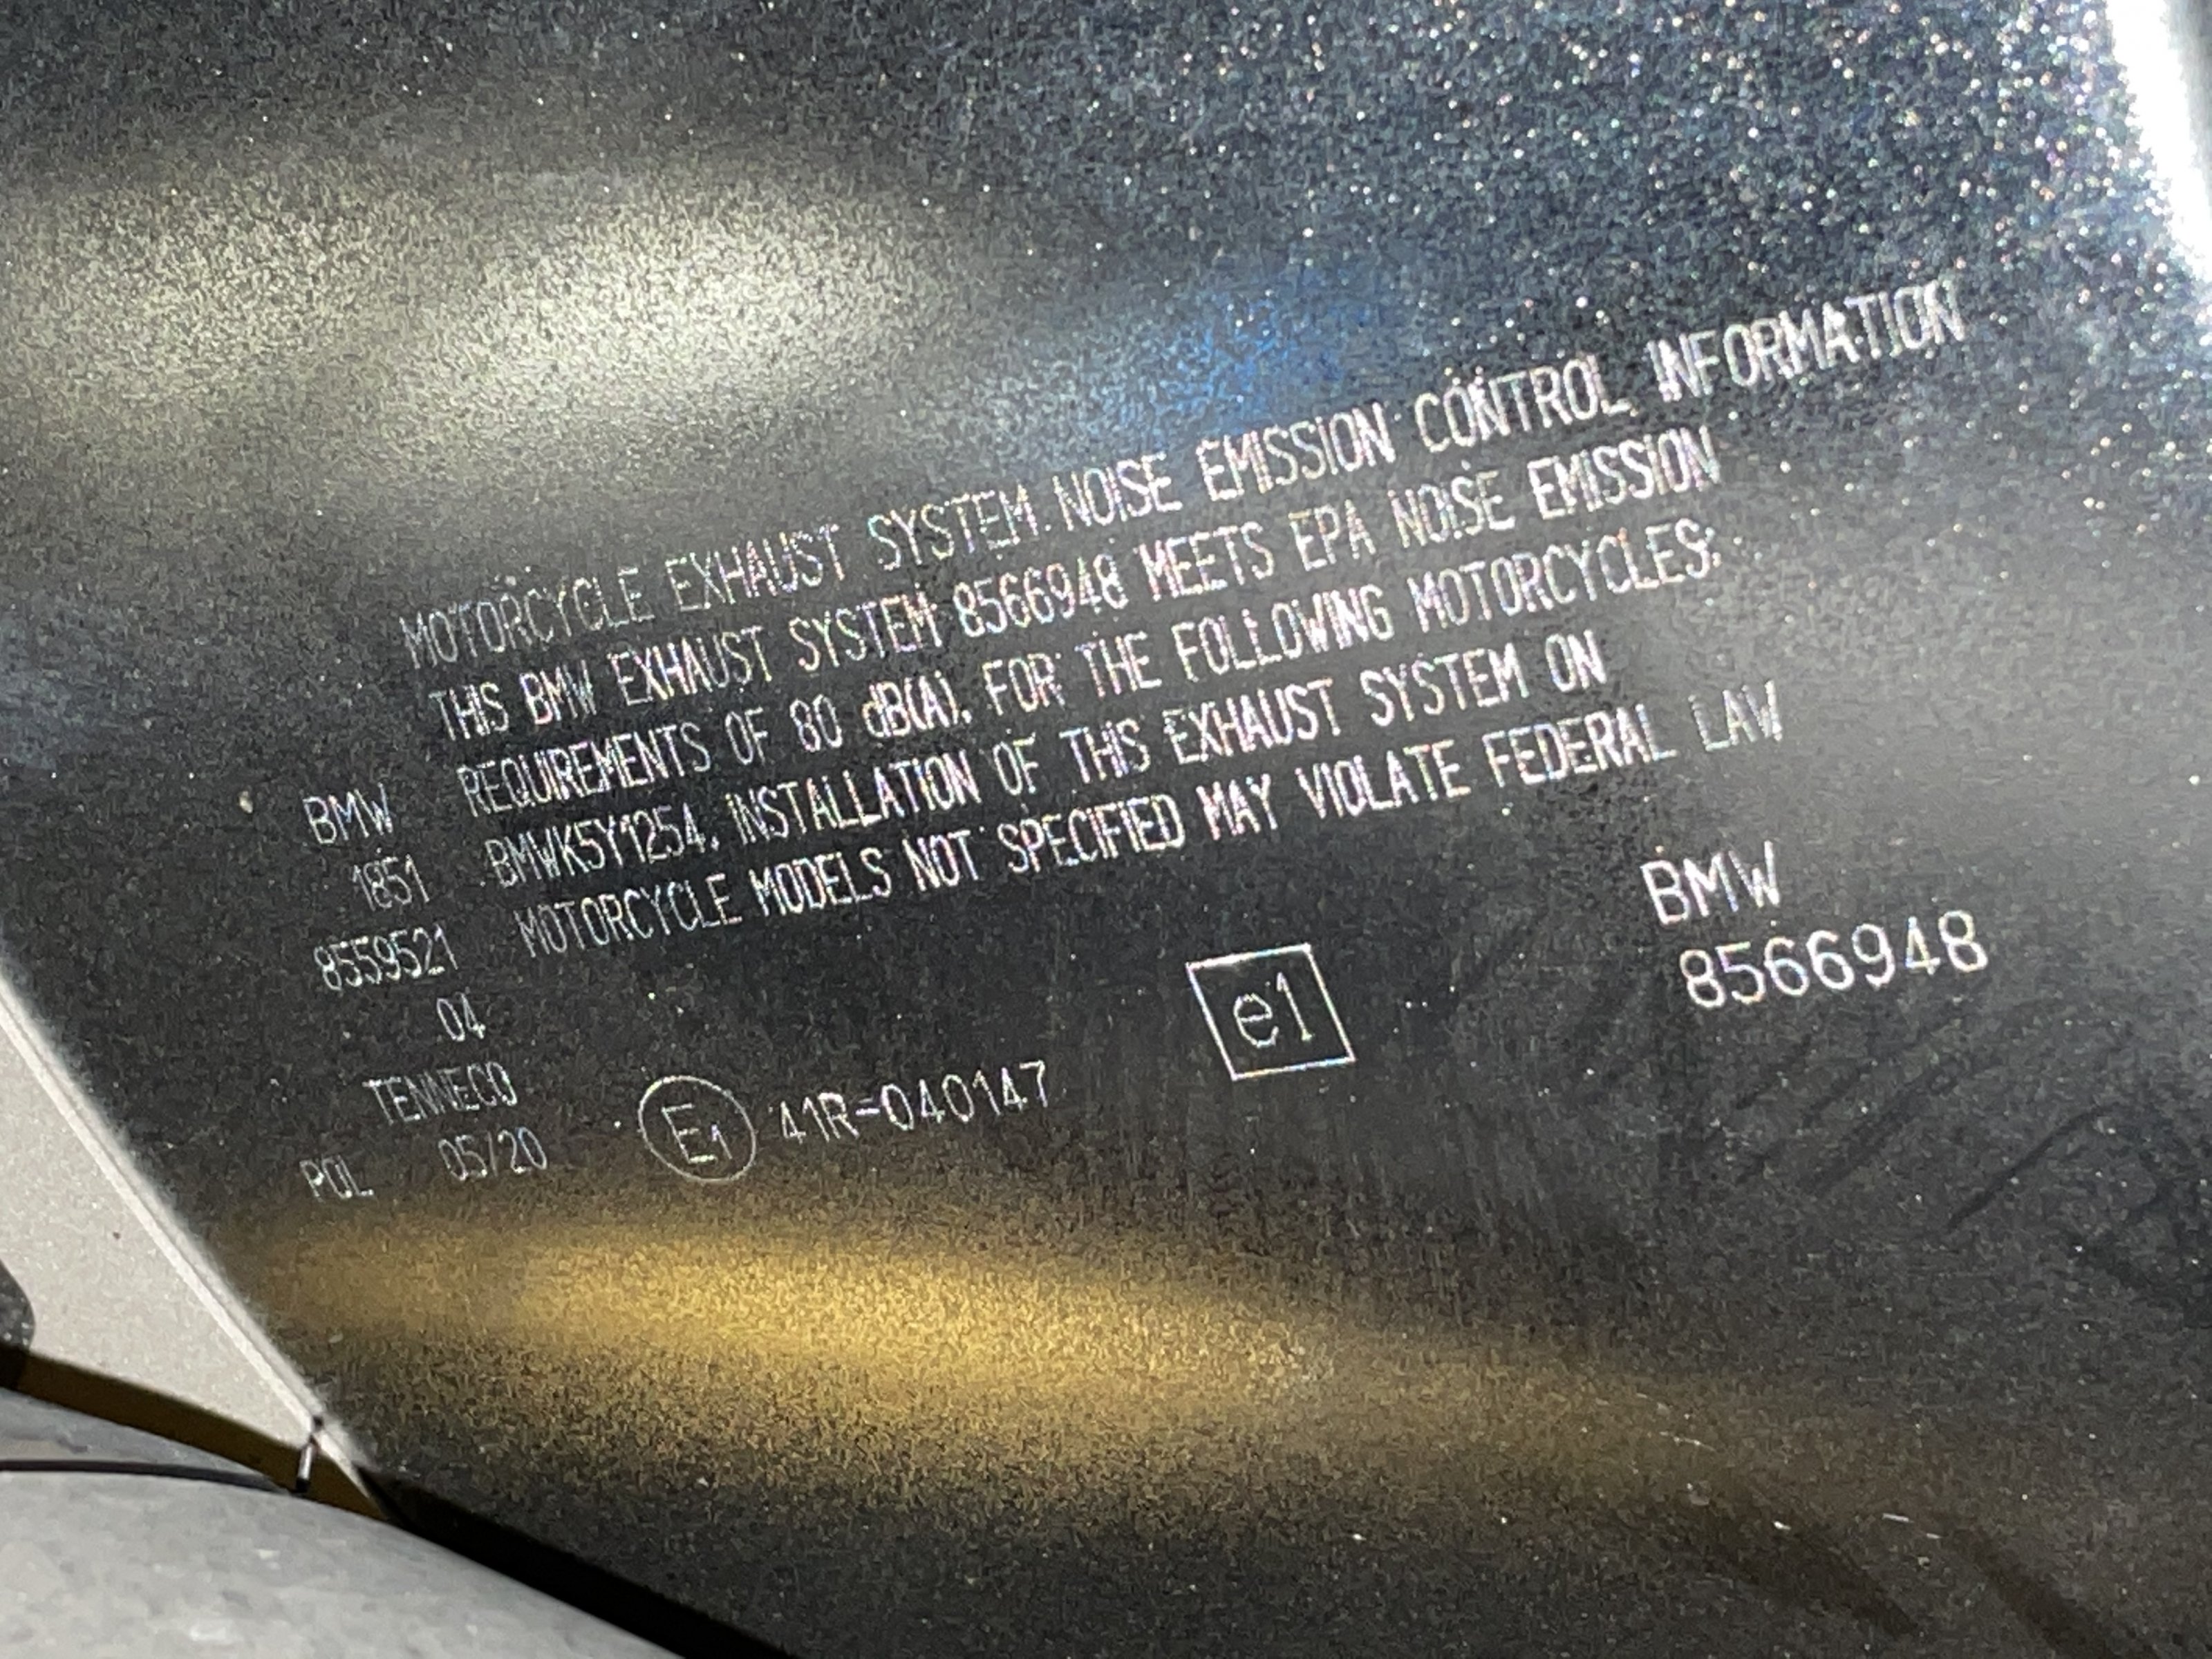 MOTORCYCLE EXHAUST SYSTEM NOISE EMISSION CONTROL INFORMATION
THIS BMW EXHAUST SYSTEM 8566948 MEETS EPA NOISE EMISSION
REQUIREMENTS OF 80 dB(A). FOR THE FOLLOWING MOTORCYCLES:
BMWK5Y1254. INSTALLATION OF THIS EXHAUST SYSTEM ON
MOTORCYCLE MODELS NOT SPECIFIED MAY VIOLATE FEDERAL LAW
BMW
1851
8559521
04
TENNECO
POL 05/20
E1 41R-040147
e1
BMW
8566948